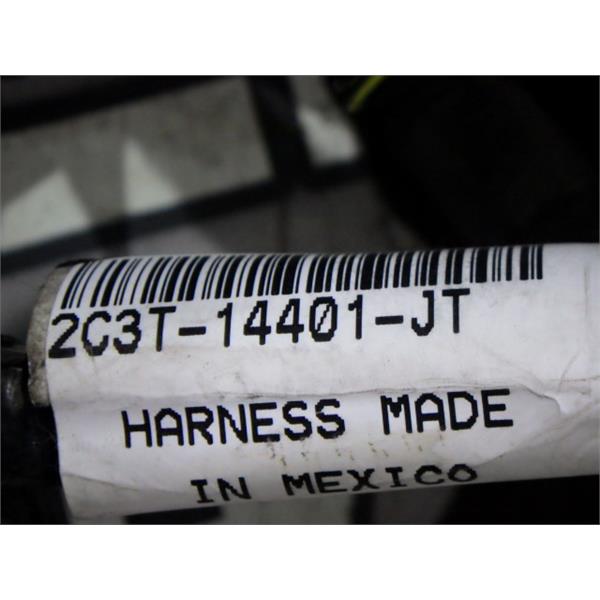 2C3T-14401-JT
HARNESS MADE
IN MEXICO